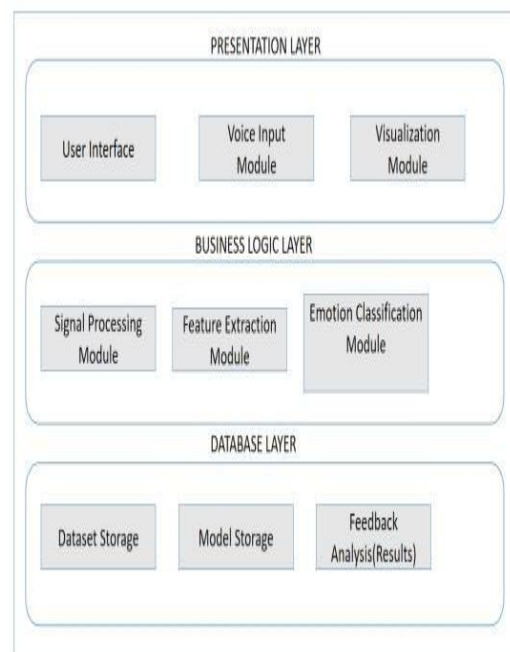 PRESENTATION LAYER
User Interface
Voice Input
Module
Visualization
Module
BUSINESS LOGIC LAYER
Signal Processing
Module
Feature Extraction
Module
Emotion Classification
Module
DATABASE LAYER
Dataset Storage
Model Storage
Feedback
Analysis(Results)